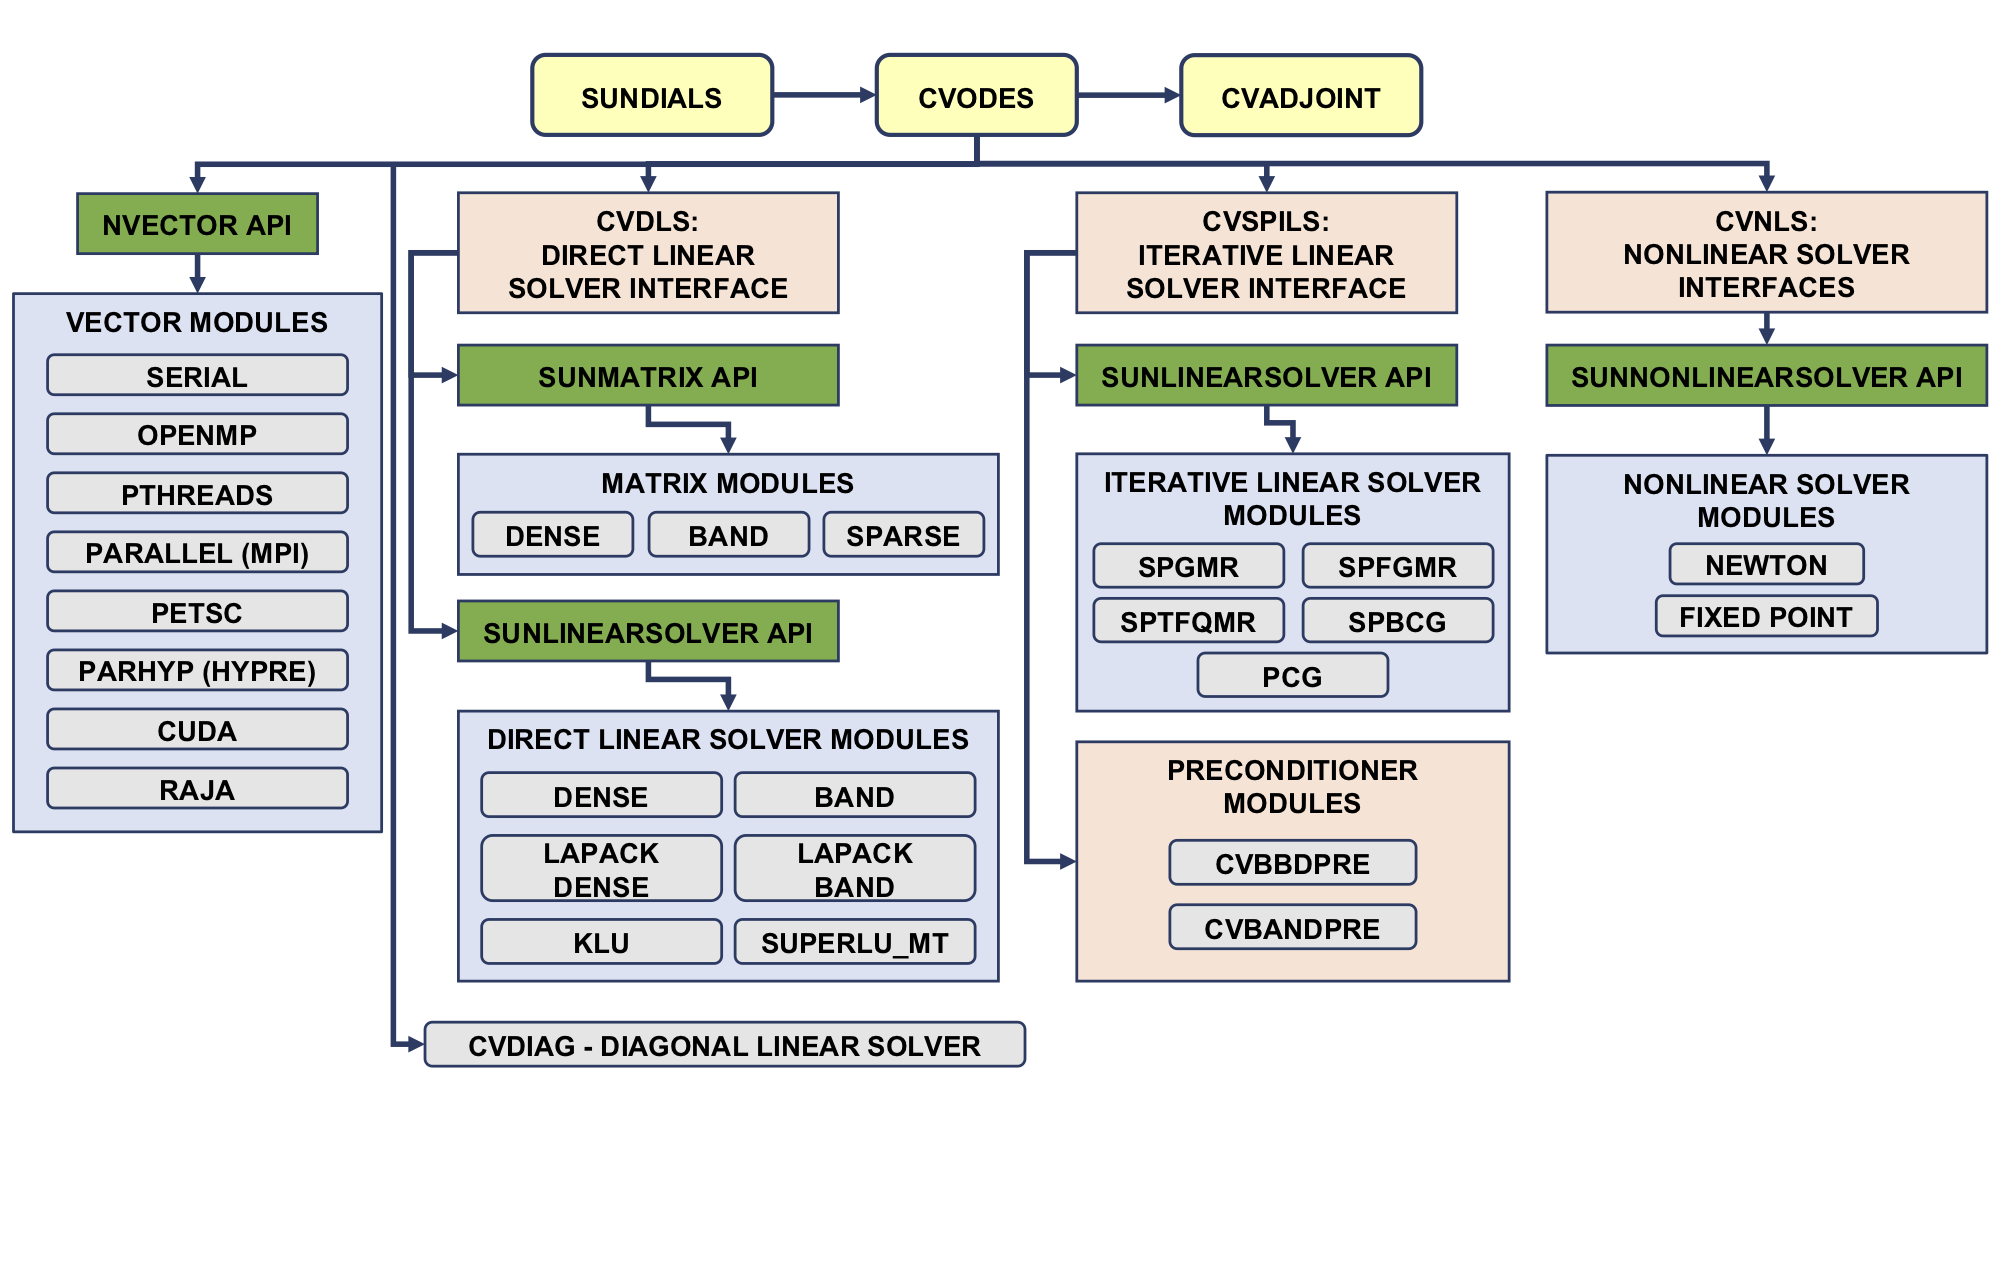 SUNDIALS
CVODES
CVADJOINT
NVECTOR API
VECTOR MODULES
SERIAL
OPENMP
PTHREADS
PARALLEL (MPI)
PETSC
PARHYP (HYPRE)
CUDA
RAJA
CVDLS:
DIRECT LINEAR
SOLVER INTERFACE
SUNMATRIX API
MATRIX MODULES
DENSE
BAND
SPARSE
SUNLINEARSOLVER API
DIRECT LINEAR SOLVER MODULES
DENSE
BAND
LAPACK
DENSE
LAPACK
BAND
KLU
SUPERLU_MT
CVDIAG - DIAGONAL LINEAR SOLVER
CVSPILS:
ITERATIVE LINEAR
SOLVER INTERFACE
SUNLINEARSOLVER API
ITERATIVE LINEAR SOLVER
MODULES
SPGMR
SPFGMR
SPTFQMR
SPBCG
PCG
PRECONDITIONER
MODULES
CVBBDPRE
CVBANDPRE
CVNLS:
NONLINEAR SOLVER
INTERFACES
SUNNONLINEARSOLVER API
NONLINEAR SOLVER
MODULES
NEWTON
FIXED POINT